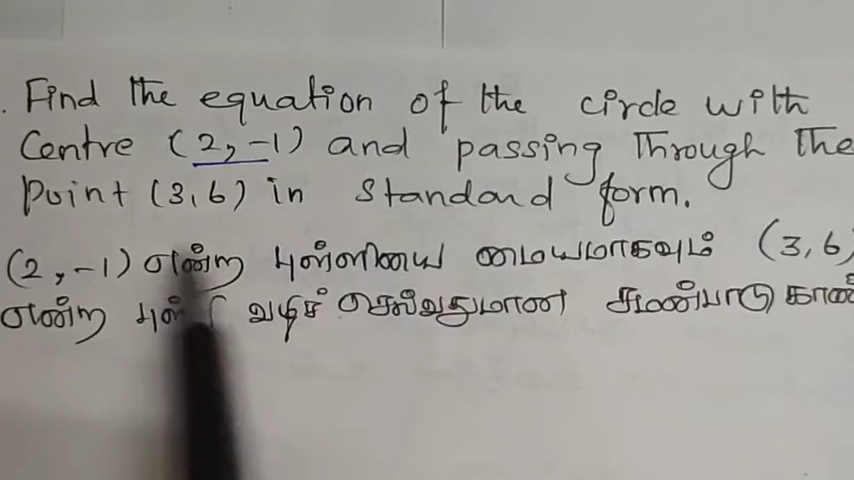 . Find the equation of the circle with
Centre (2, -1) and passing through the
point (3, 6) in Standard form.
(2, -1) என்ற புள்ளியை மையமாகவும் (3, 6)
என்ற வழிச் செல்வதுமான சமன்பாடு காண்